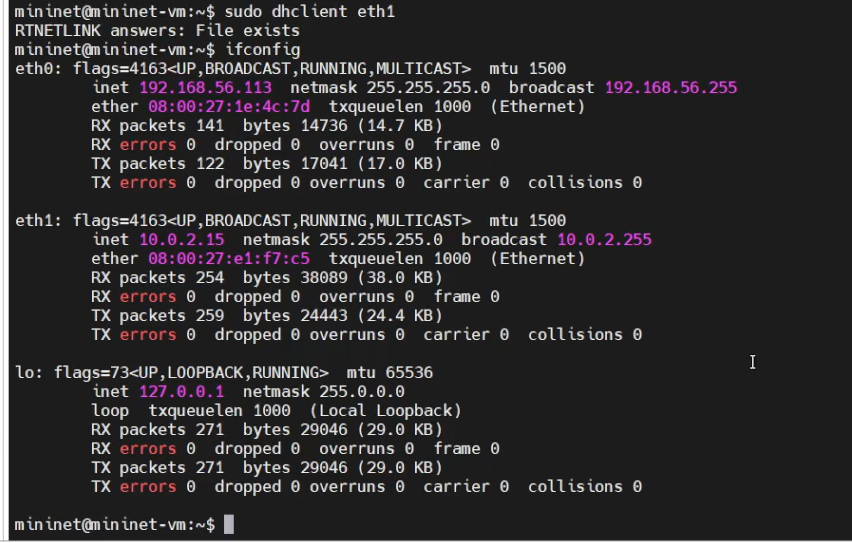 mininet@mininet-vm:~$ sudo dhclient eth1
RTNETLINK answers: File exists
mininet@mininet-vm:~$ ifconfig
eth0: flags=4163<UP,BROADCAST,RUNNING,MULTICAST>  mtu 1500
        inet 192.168.56.113  netmask 255.255.255.0  broadcast 192.168.56.255
        ether 08:00:27:1e:4c:7d  txqueuelen 1000  (Ethernet)
        RX packets 141  bytes 14736 (14.7 KB)
        RX errors 0  dropped 0  overruns 0  frame 0
        TX packets 122  bytes 17041 (17.0 KB)
        TX errors 0  dropped 0 overruns 0  carrier 0  collisions 0

eth1: flags=4163<UP,BROADCAST,RUNNING,MULTICAST>  mtu 1500
        inet 10.0.2.15  netmask 255.255.255.0  broadcast 10.0.2.255
        ether 08:00:27:e1:f7:c5  txqueuelen 1000  (Ethernet)
        RX packets 254  bytes 38089 (38.0 KB)
        RX errors 0  dropped 0  overruns 0  frame 0
        TX packets 259  bytes 24443 (24.4 KB)
        TX errors 0  dropped 0 overruns 0  carrier 0  collisions 0

lo: flags=73<UP,LOOPBACK,RUNNING>  mtu 65536
        inet 127.0.0.1  netmask 255.0.0.0
        loop  txqueuelen 1000  (Local Loopback)
        RX packets 271  bytes 29046 (29.0 KB)
        RX errors 0  dropped 0  overruns 0  frame 0
        TX packets 271  bytes 29046 (29.0 KB)
        TX errors 0  dropped 0 overruns 0  carrier 0  collisions 0

mininet@mininet-vm:~$